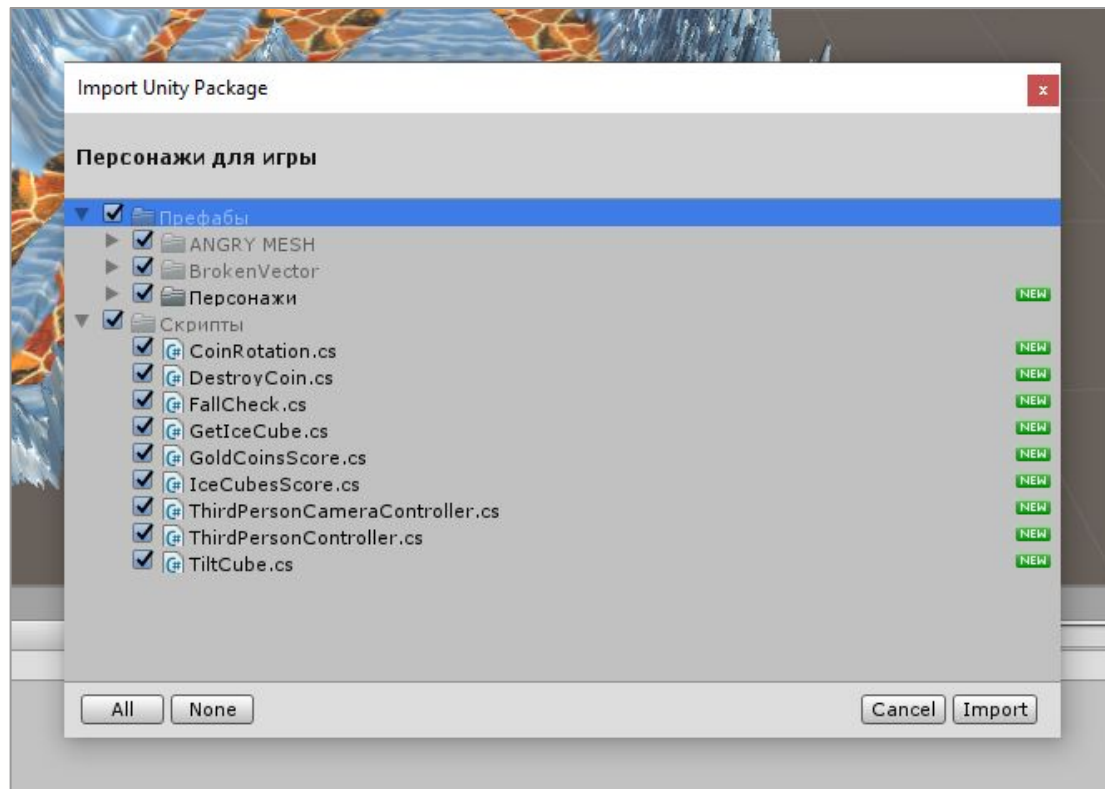 Import Unity Package
x
Персонажи для игры
Префабы
ANGRY MESH
BrokenVector
Персонажи NEW
Скрипты
CoinRotation.cs NEW
DestroyCoin.cs NEW
FallCheck.cs NEW
GetIceCube.cs NEW
GoldCoinsScore.cs NEW
IceCubesScore.cs NEW
ThirdPersonCameraController.cs NEW
ThirdPersonController.cs NEW
TiltCube.cs NEW
All None Cancel Import